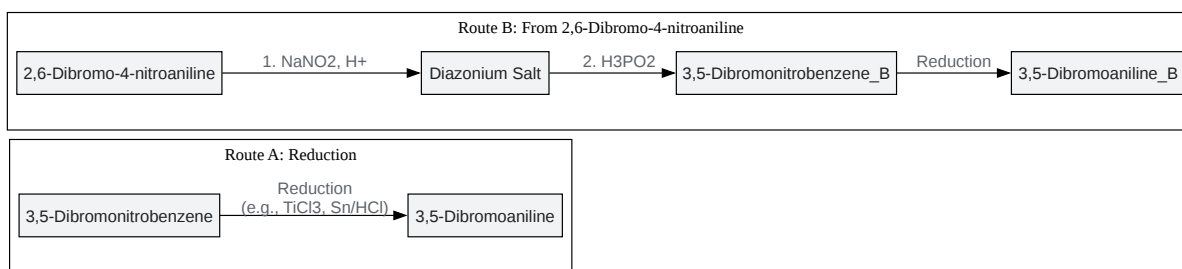 Route B: From 2,6-Dibromo-4-nitroaniline
2,6-Dibromo-4-nitroaniline
1. NaNO2, H+
Diazonium Salt
2. H3PO2
3,5-Dibromonitrobenzene_B
Reduction
3,5-Dibromoaniline_B
Route A: Reduction
3,5-Dibromonitrobenzene
Reduction
(e.g., TiCl3, Sn/HCl)
3,5-Dibromoaniline